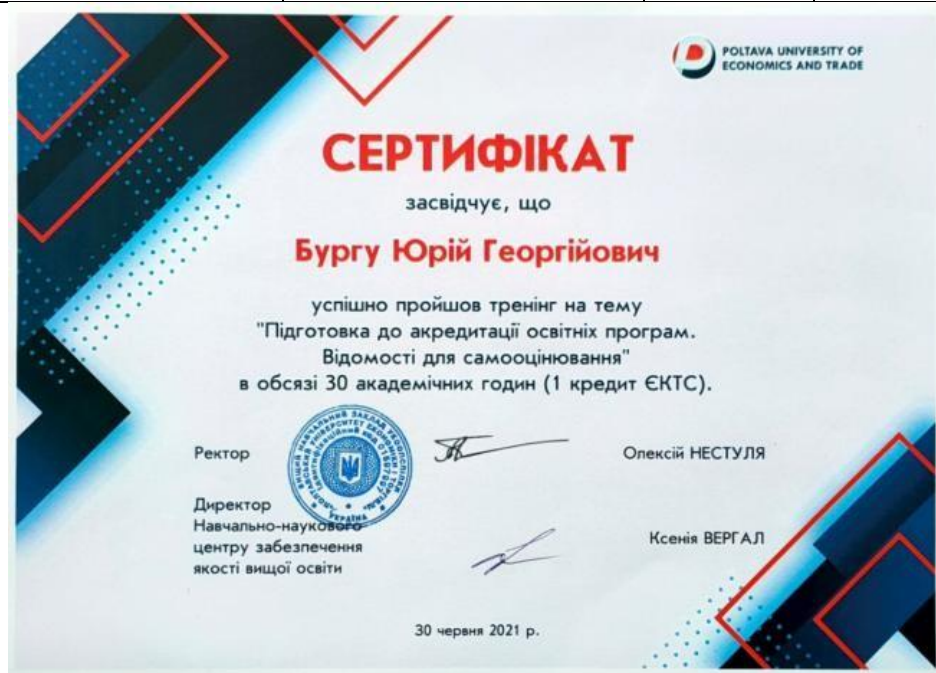 POLTAVA UNIVERSITY OF
ECONOMICS AND TRADE
СЕРТИФІКАТ
засвідчує, що
Бургу Юрій Георгійович
успішно пройшов тренінг на тему
"Підготовка до акредитації освітніх програм.
Відомості для самооцінювання"
в обсязі 30 академічних годин (1 кредит ЄКТС).
Ректор
Олексій НЕСТУЛЯ
Директор
Навчально-наукового
центру забезпечення
якості вищої освіти
Ксенія ВЕРГАЛ
УКРАЇНА
30 червня 2021 р.